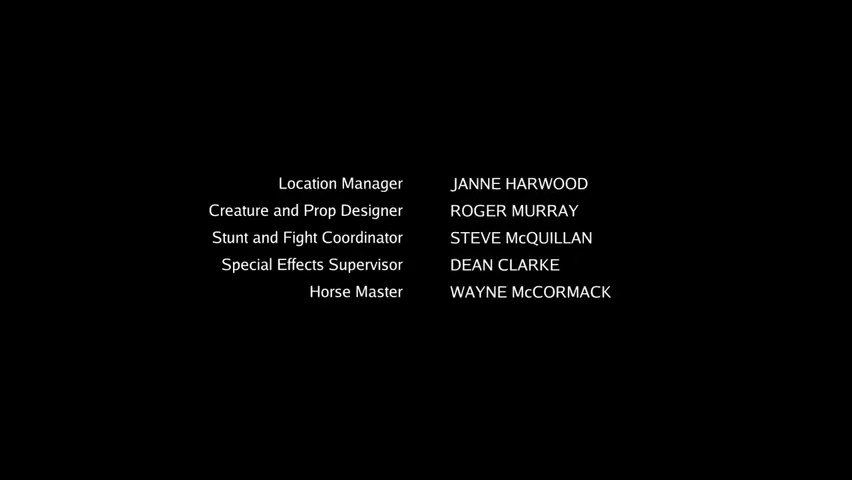 Location Manager JANNE HARWOOD
Creature and Prop Designer ROGER MURRAY
Stunt and Fight Coordinator STEVE McQUILLAN
Special Effects Supervisor DEAN CLARKE
Horse Master WAYNE McCORMACK